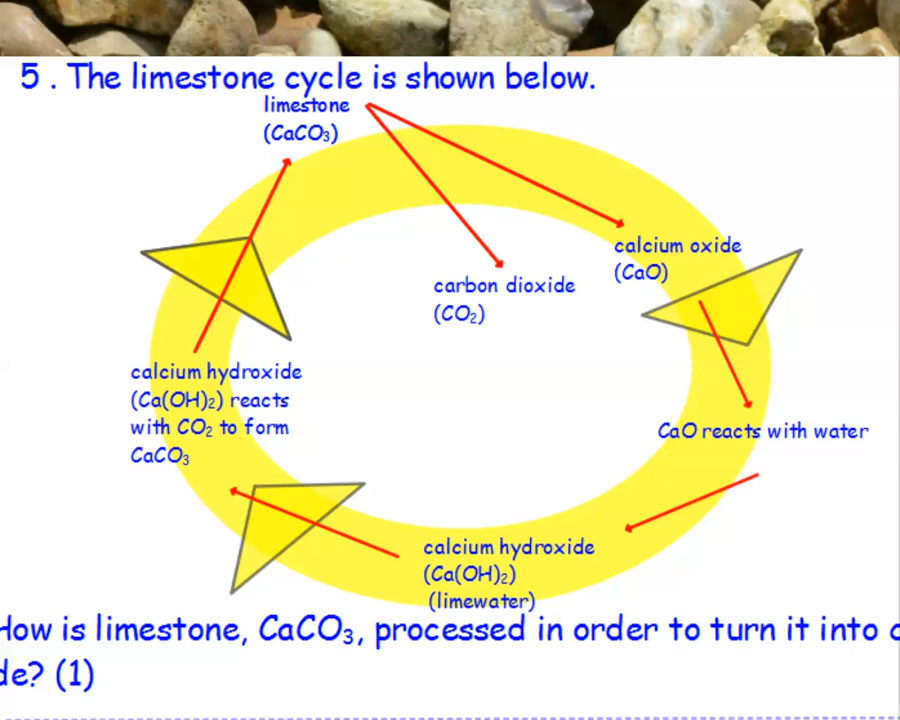 5 . The limestone cycle is shown below.
limestone
(CaCO₃)
calcium oxide
(CaO)
carbon dioxide
(CO₂)
CaO reacts with water
calcium hydroxide
(Ca(OH)₂)
(limewater)
calcium hydroxide
(Ca(OH)₂) reacts
with CO₂ to form
CaCO₃
How is limestone, CaCO₃, processed in order to turn it into
de? (1)